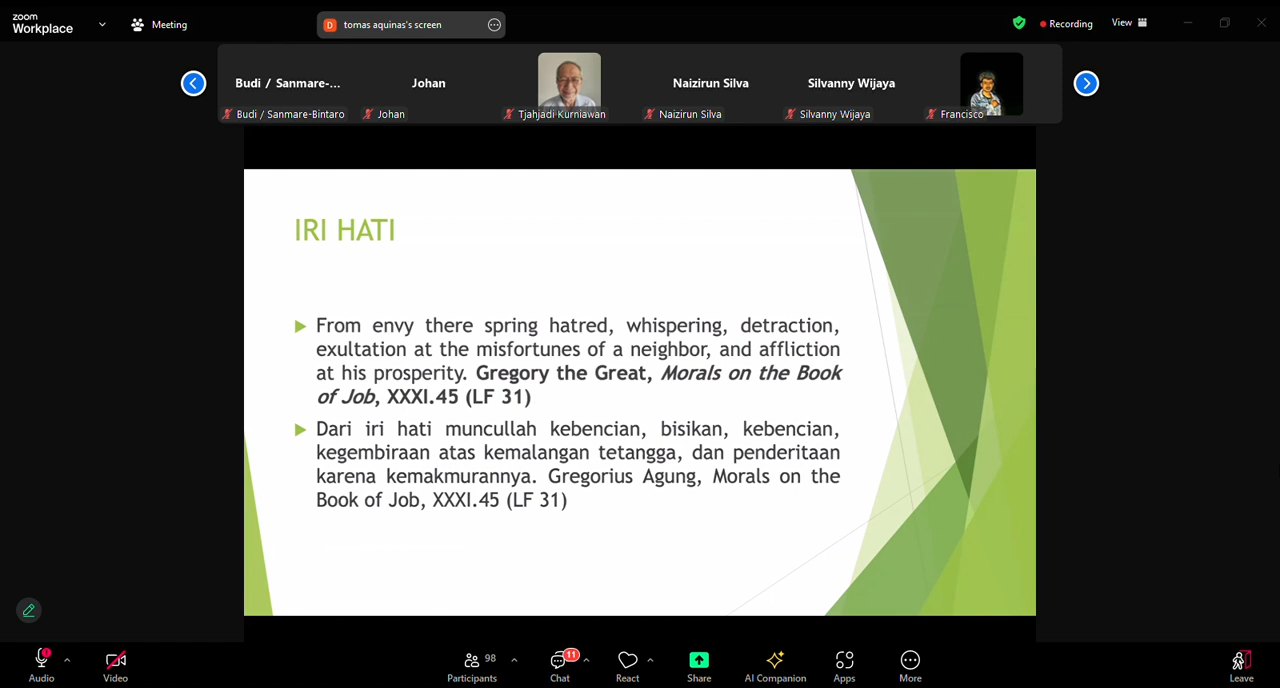 zoom
Workplace
Meeting
D
tomas aquinas's screen
Recording
View
Budi / Sanmare-...
Johan
Naizirun Silva
Silvanny Wijaya
Budi / Sanmare-Bintaro
Johan
Tjahjadi Kurniawan
Naizirun Silva
Silvanny Wijaya
Francisco
IRI HATI
From envy there spring hatred, whispering, detraction,
exultation at the misfortunes of a neighbor, and affliction
at his prosperity. Gregory the Great, Morals on the Book
of Job, XXXI.45 (LF 31)
Dari iri hati muncullah kebencian, bisikan, kebencian,
kegembiraan atas kemalangan tetangga, dan penderitaan
karena kemakmurannya. Gregorius Agung, Morals on the
Book of Job, XXXI.45 (LF 31)
98
11
Audio
Video
Participants
Chat
React
Share
AI Companion
Apps
More
Leave